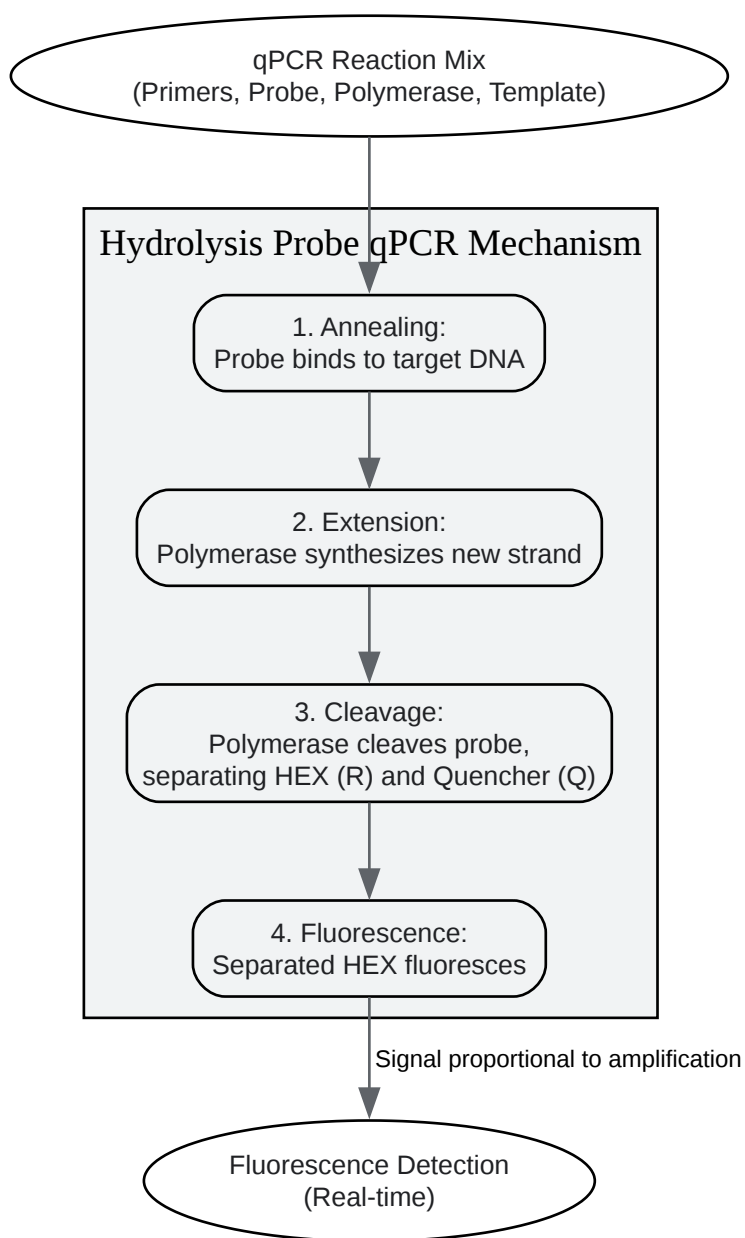 qPCR Reaction Mix
(Primers, Probe, Polymerase, Template)
Hydrolysis Probe qPCR Mechanism
1. Annealing:
Probe binds to target DNA
2. Extension:
Polymerase synthesizes new strand
3. Cleavage:
Polymerase cleaves probe,
separating HEX (R) and Quencher (Q)
4. Fluorescence:
Separated HEX fluoresces
Signal proportional to amplification
Fluorescence Detection
(Real-time)